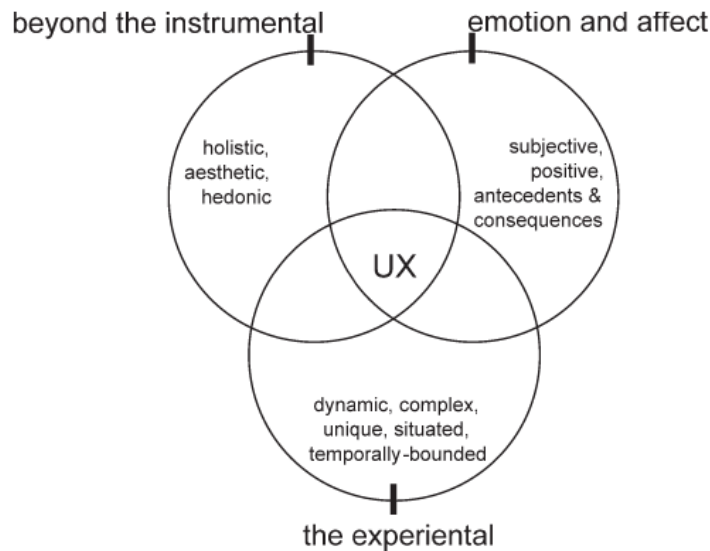 beyond the instrumental
emotion and affect
holistic,
aesthetic,
hedonic
subjective,
positive,
antecedents &
consequences
UX
dynamic, complex,
unique, situated,
temporally-bounded
the experiental